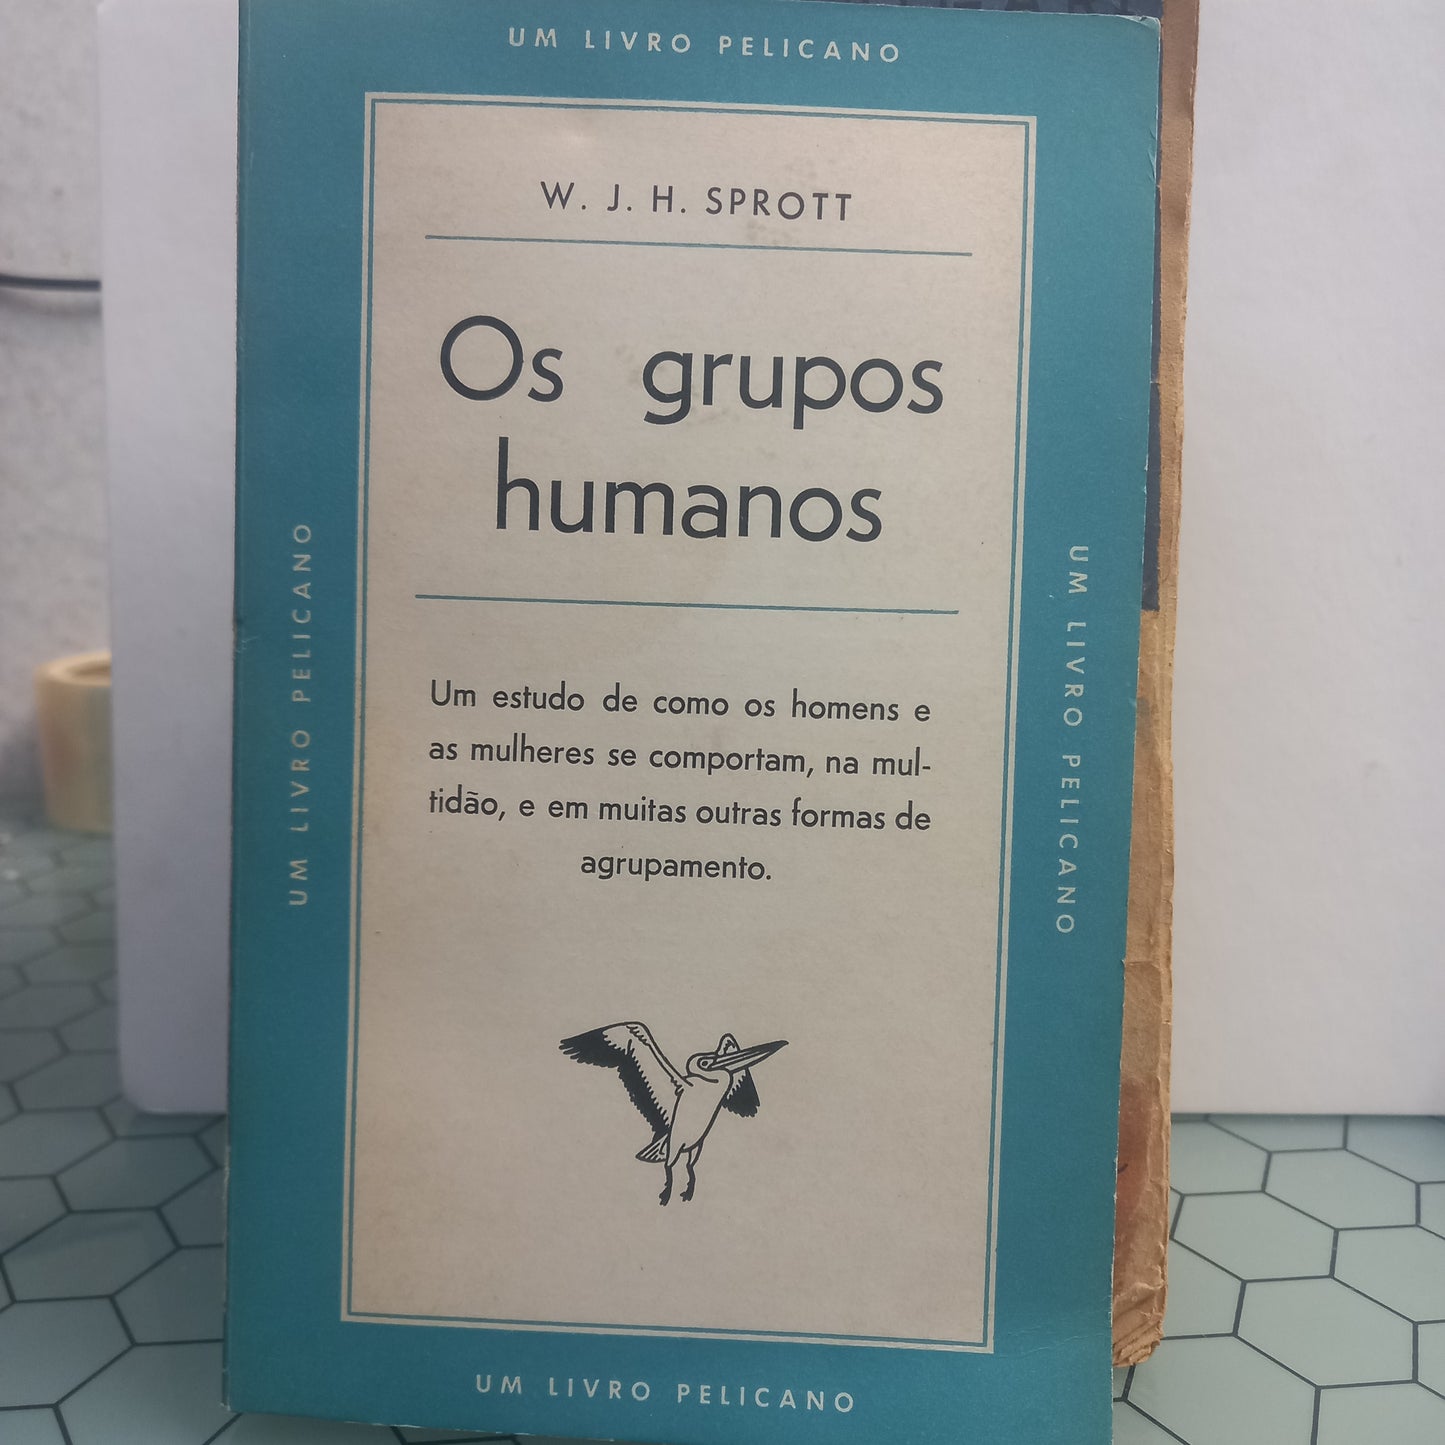 UM LIVRO PELICANO
W. J. H. SPROTT
Os grupos
humanos
Um estudo de como os homens e
as mulheres se comportam, na mul-
tidão, e em muitas outras formas de
agrupamento.
UM LIVRO PELICANO
UM LIVRO PELICANO
UM LIVRO PELICANO